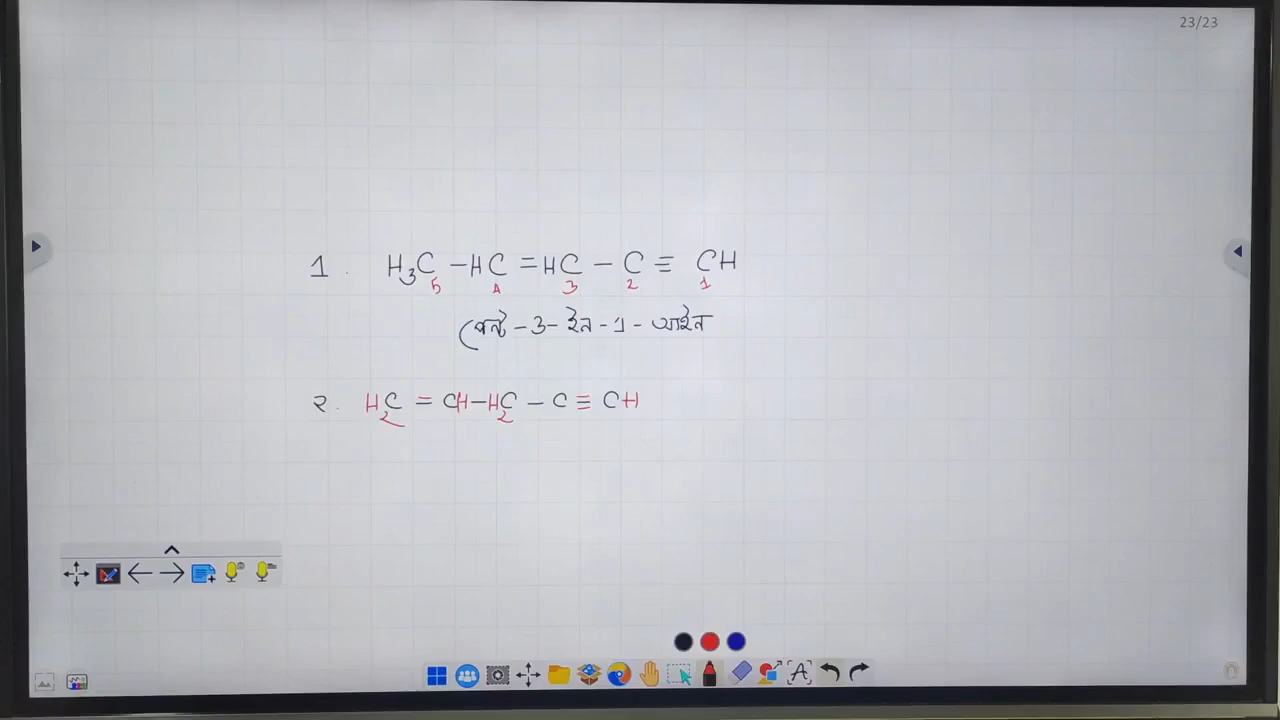 23/23
1. H₃C – HC = HC – C ≡ CH
5 4 3 2 1
পেন্ট – 3 – ইন – 1 – আইন
২. H₂C = CH – H₂C – C ≡ CH